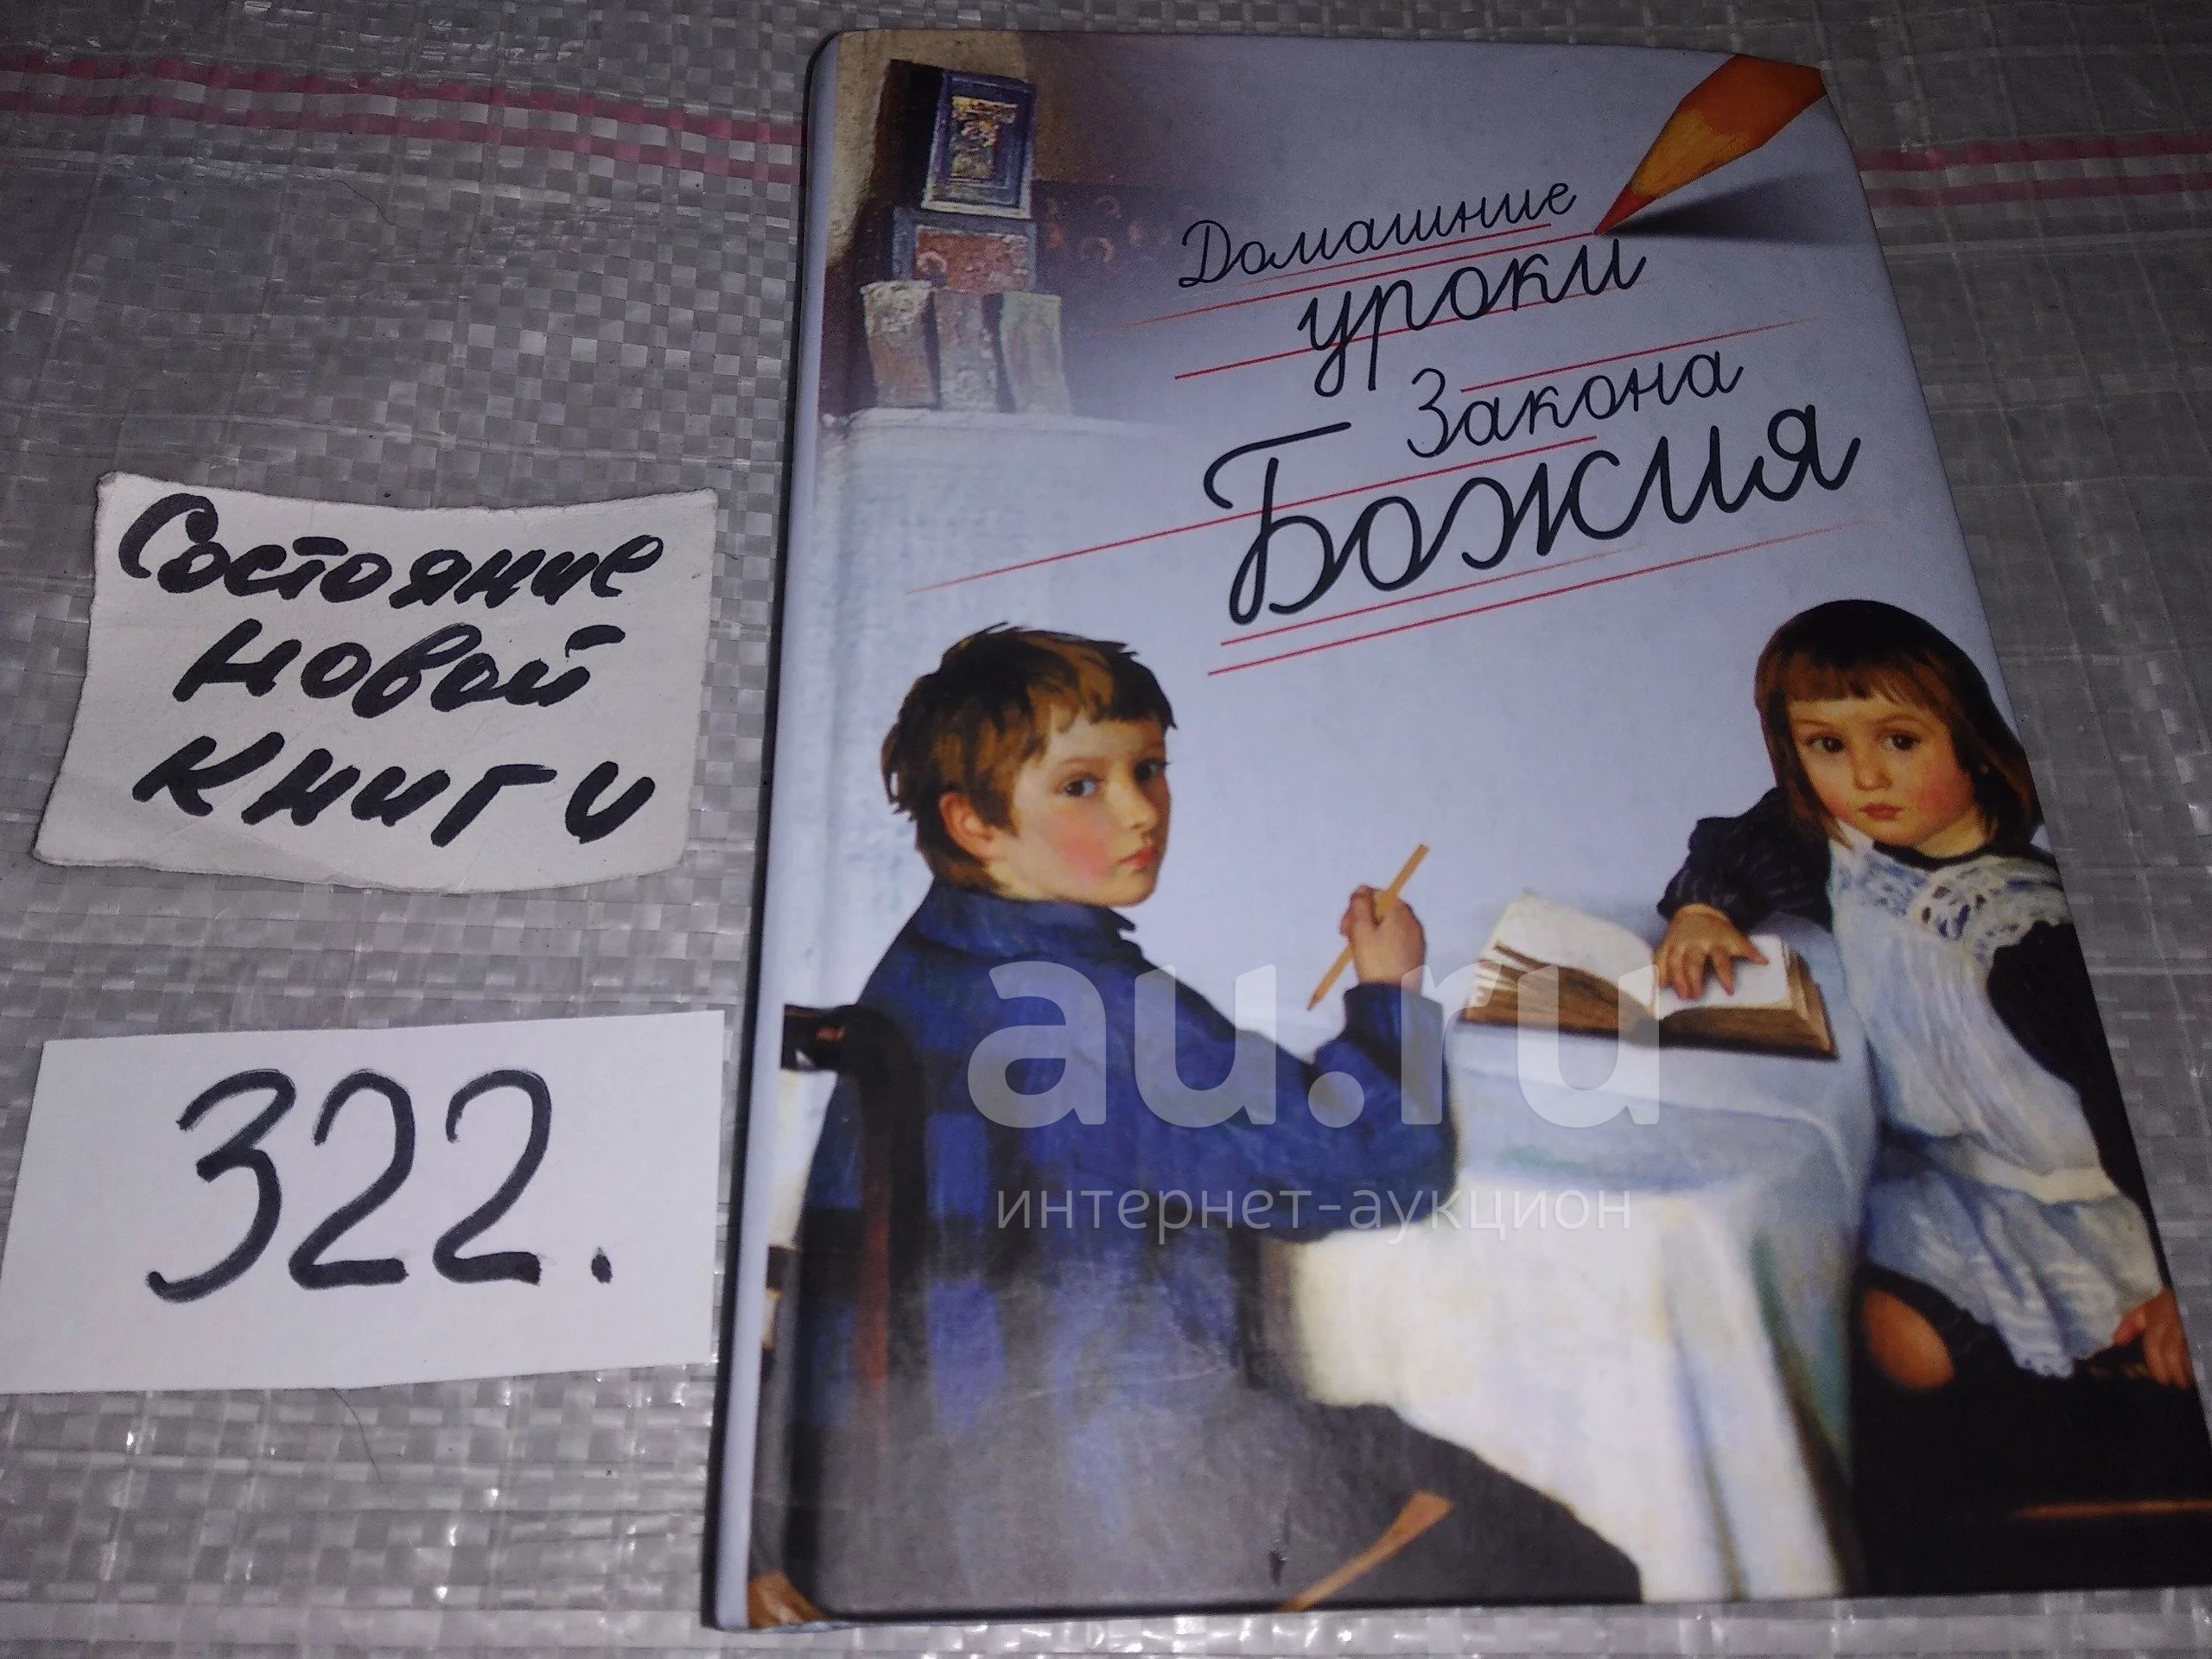 Состояние
новой
книги
322.
Домашние
уроки
Закона
Божия
au.ru
интернет-аукцион